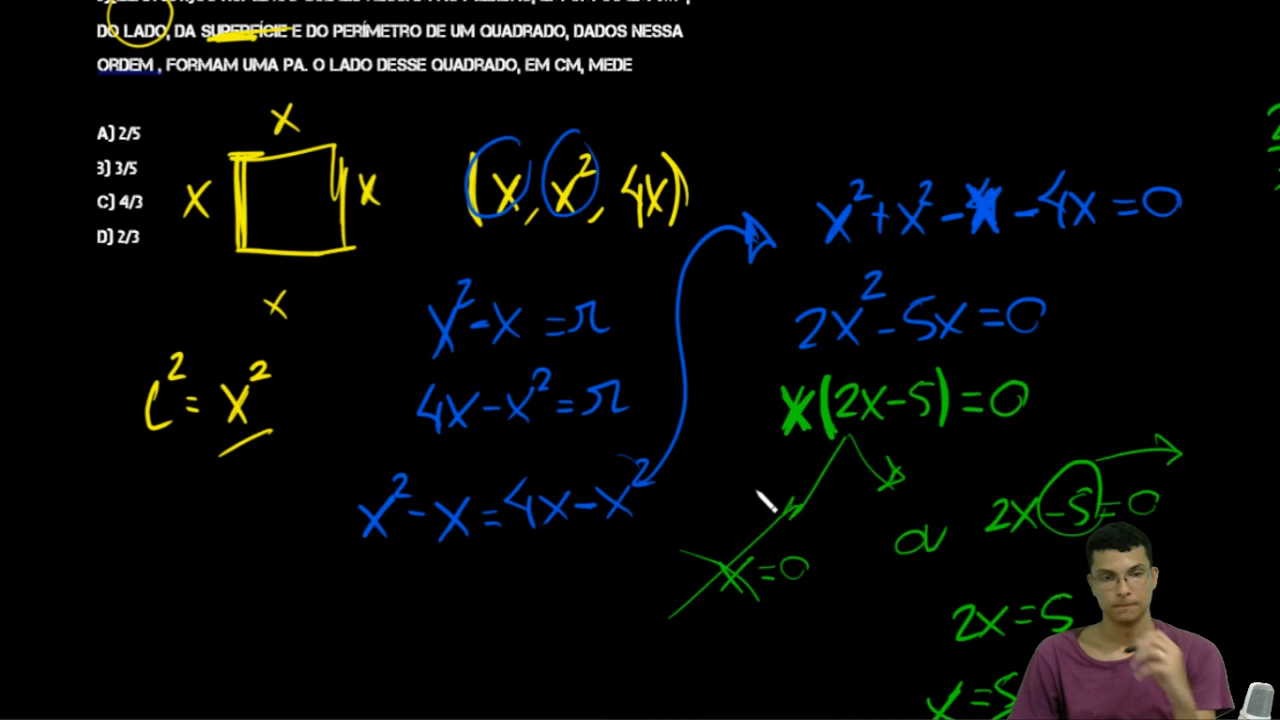 DO LADO, DA SUPERFÍCIE E DO PERÍMETRO DE UM QUADRADO, DADOS NESSA
ORDEM , FORMAM UMA PA. O LADO DESSE QUADRADO, EM CM, MEDE
A) 2/5
3) 3/5
C) 4/3
D) 2/3
x
x
x
x
L² = x²
(x, x², 4x)
x² - x = r
4x - x² = r
x² - x = 4x - x²
x² + x² - x - 4x = 0
2x² - 5x = 0
x(2x - 5) = 0
x = 0
ou
2x - 5 = 0
2x = 5
x = 5